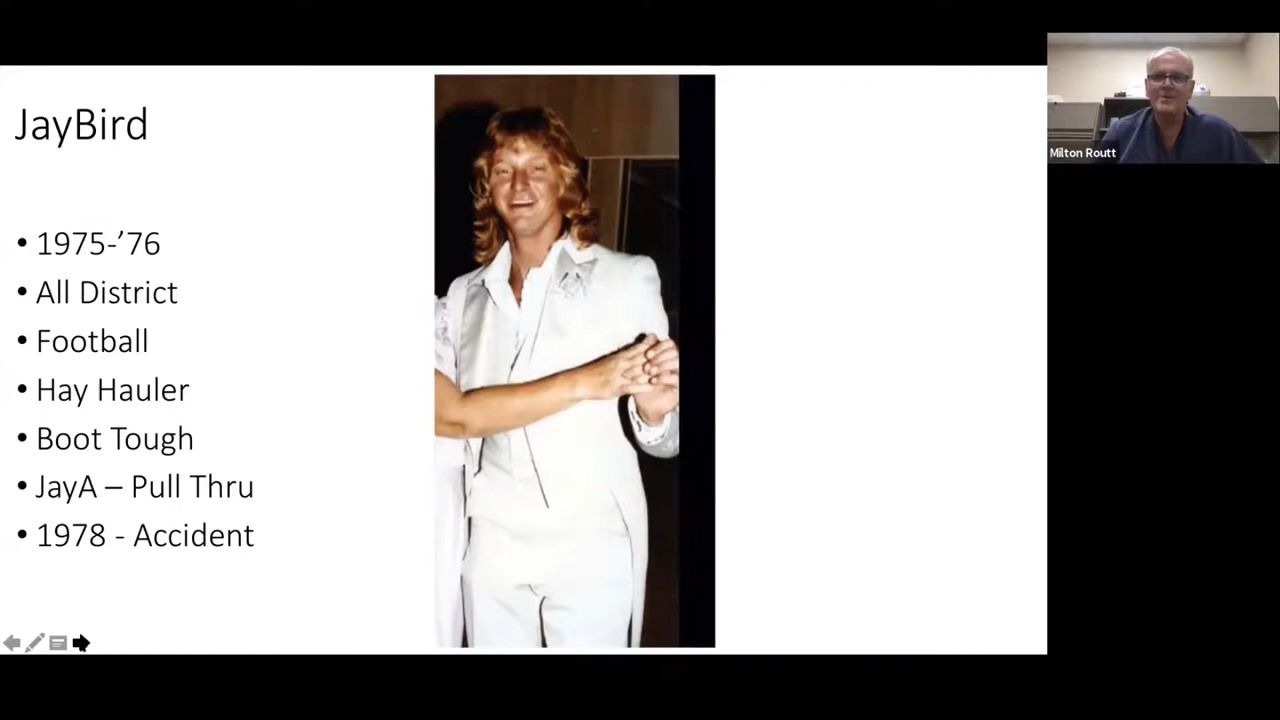 JayBird
• 1975-’76
• All District
• Football
• Hay Hauler
• Boot Tough
• JayA – Pull Thru
• 1978 - Accident
Milton Routt